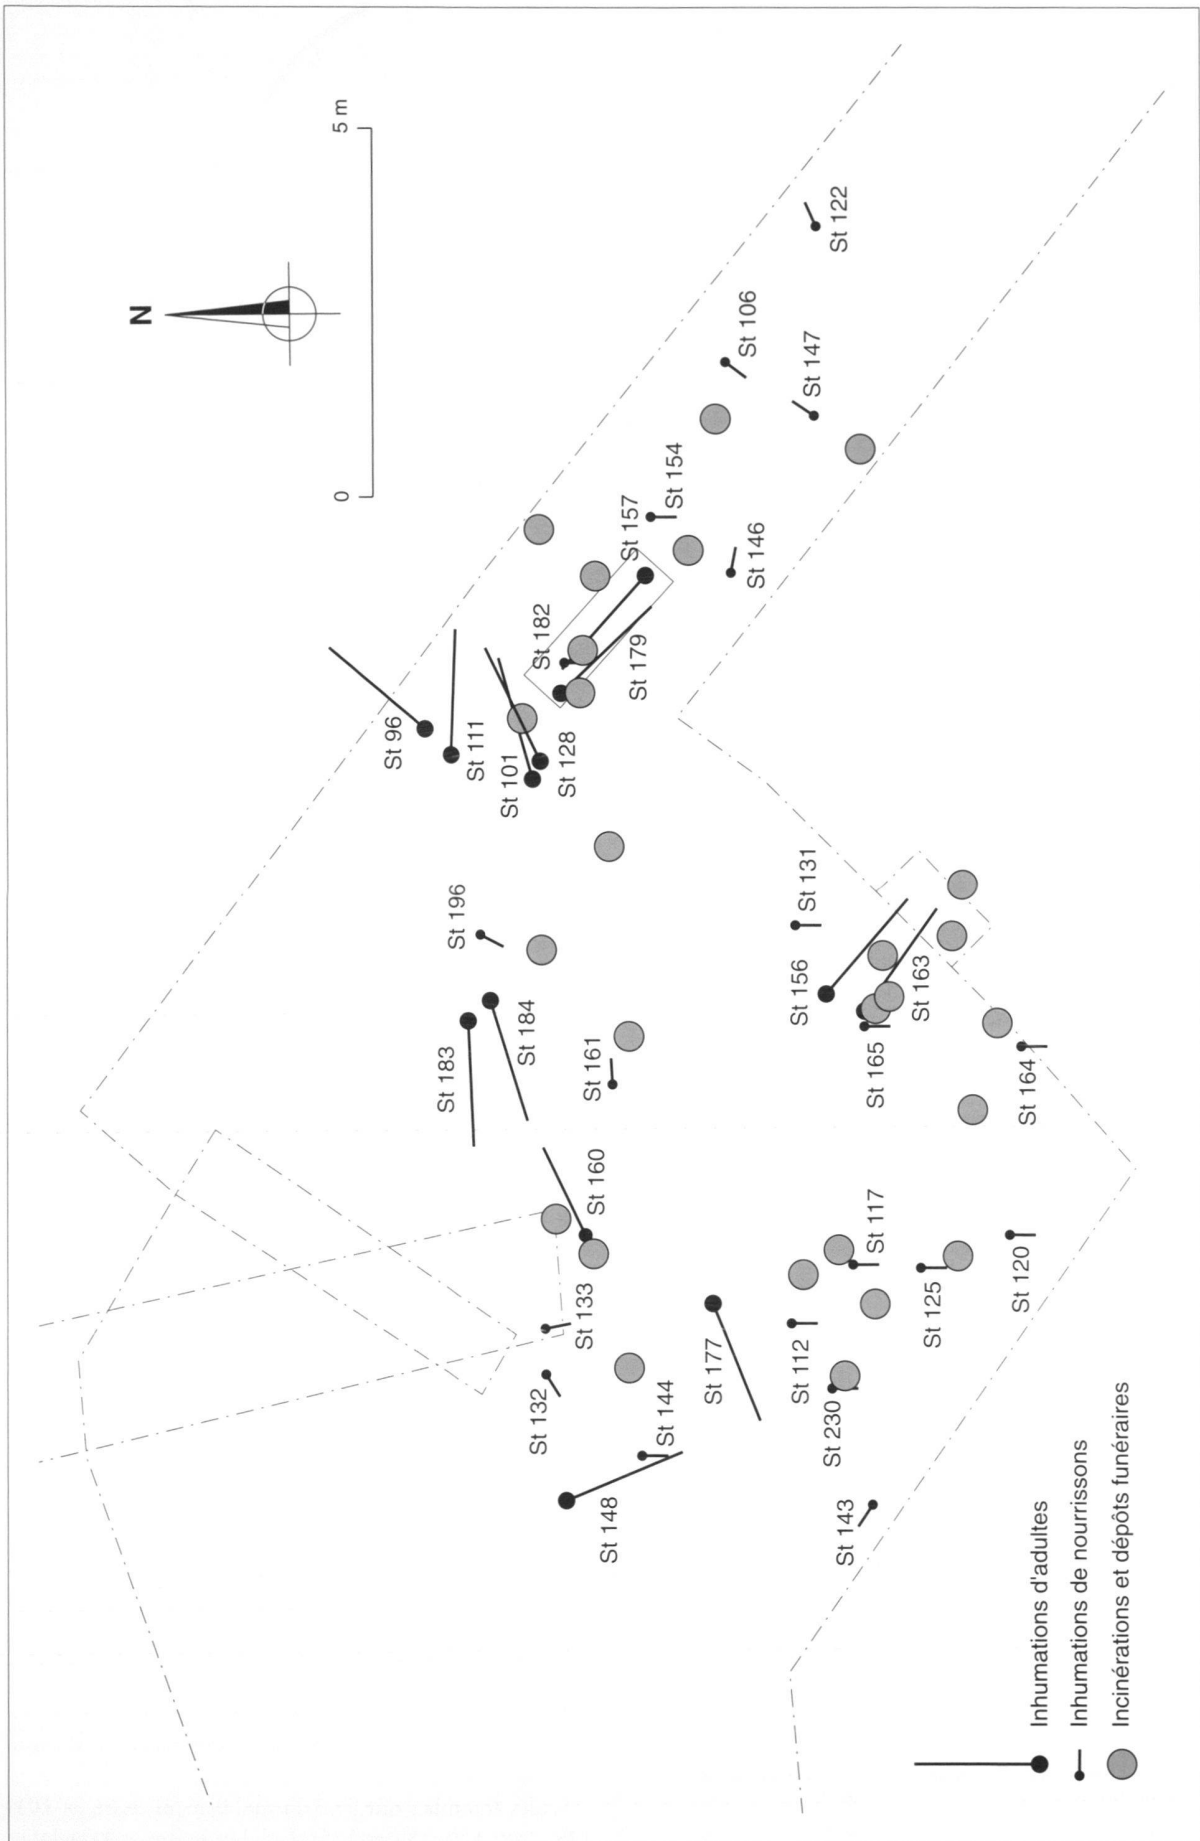 N
0
5 m
St 96
St 111
St 101
St 128
St 182
St 157
St 179
St 154
St 146
St 106
St 147
St 122
St 196
St 183
St 184
St 161
St 160
St 133
St 132
St 144
St 148
St 177
St 131
St 156
St 163
St 165
St 164
St 117
St 112
St 125
St 120
St 230
St 143
Inhumations d'adultes
Inhumations de nourrissons
Incinérations et dépôts funéraires